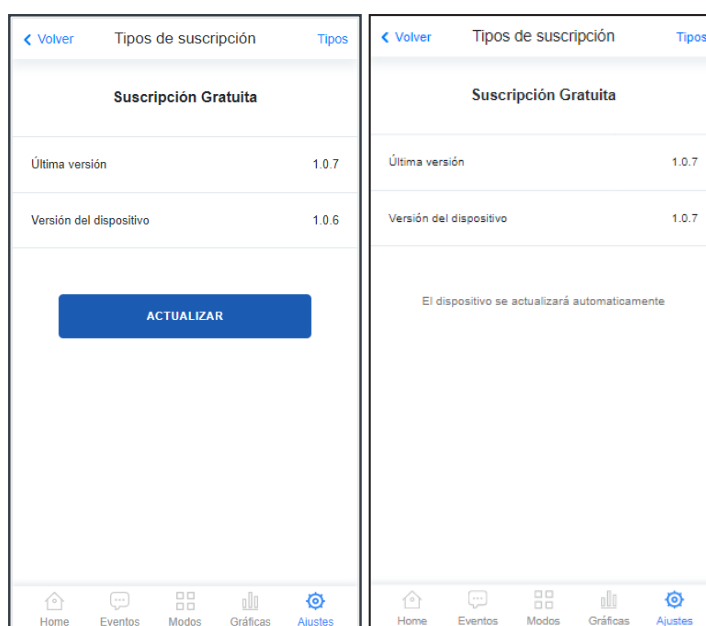 Volver Tipos de suscripción Tipos
Suscripción Gratuita
Última versión 1.0.7
Versión del dispositivo 1.0.6
ACTUALIZAR
Home Eventos Modos Gráficas Ajustes
Volver Tipos de suscripción Tipos
Suscripción Gratuita
Última versión 1.0.7
Versión del dispositivo 1.0.7
El dispositivo se actualizará automaticamente
Home Eventos Modos Gráficas Ajustes